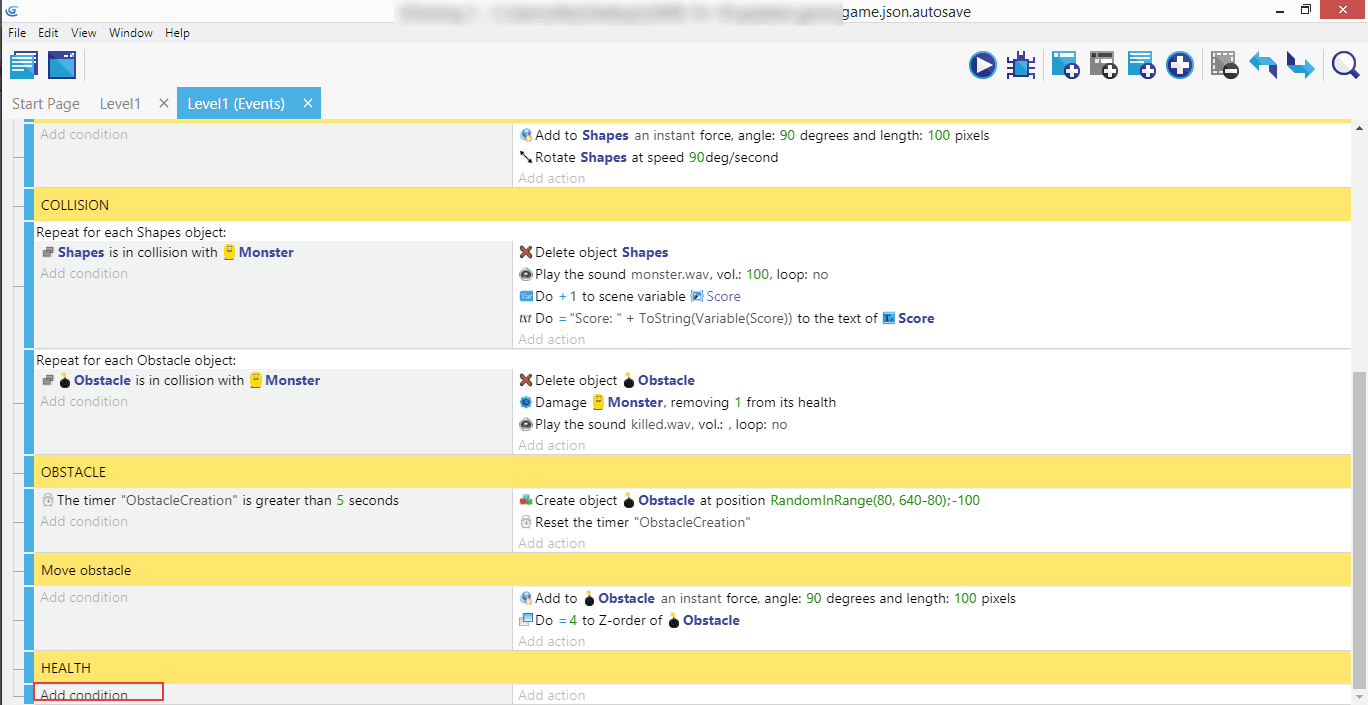 game.json.autosave
File Edit View Window Help
Start Page Level1 Level1 (Events)
Add condition
Add to Shapes an instant force, angle: 90 degrees and length: 100 pixels
Rotate Shapes at speed 90deg/second
Add action
COLLISION
Repeat for each Shapes object:
Shapes is in collision with Monster
Add condition
Delete object Shapes
Play the sound monster.wav, vol.: 100, loop: no
Do + 1 to scene variable Score
Do = "Score: " + ToString(Variable(Score)) to the text of Score
Add action
Repeat for each Obstacle object:
Obstacle is in collision with Monster
Add condition
Delete object Obstacle
Damage Monster, removing 1 from its health
Play the sound killed.wav, vol.: , loop: no
Add action
OBSTACLE
The timer "ObstacleCreation" is greater than 5 seconds
Add condition
Create object Obstacle at position RandomInRange(80, 640-80);-100
Reset the timer "ObstacleCreation"
Add action
Move obstacle
Add condition
Add to Obstacle an instant force, angle: 90 degrees and length: 100 pixels
Do = 4 to Z-order of Obstacle
Add action
HEALTH
Add condition
Add action